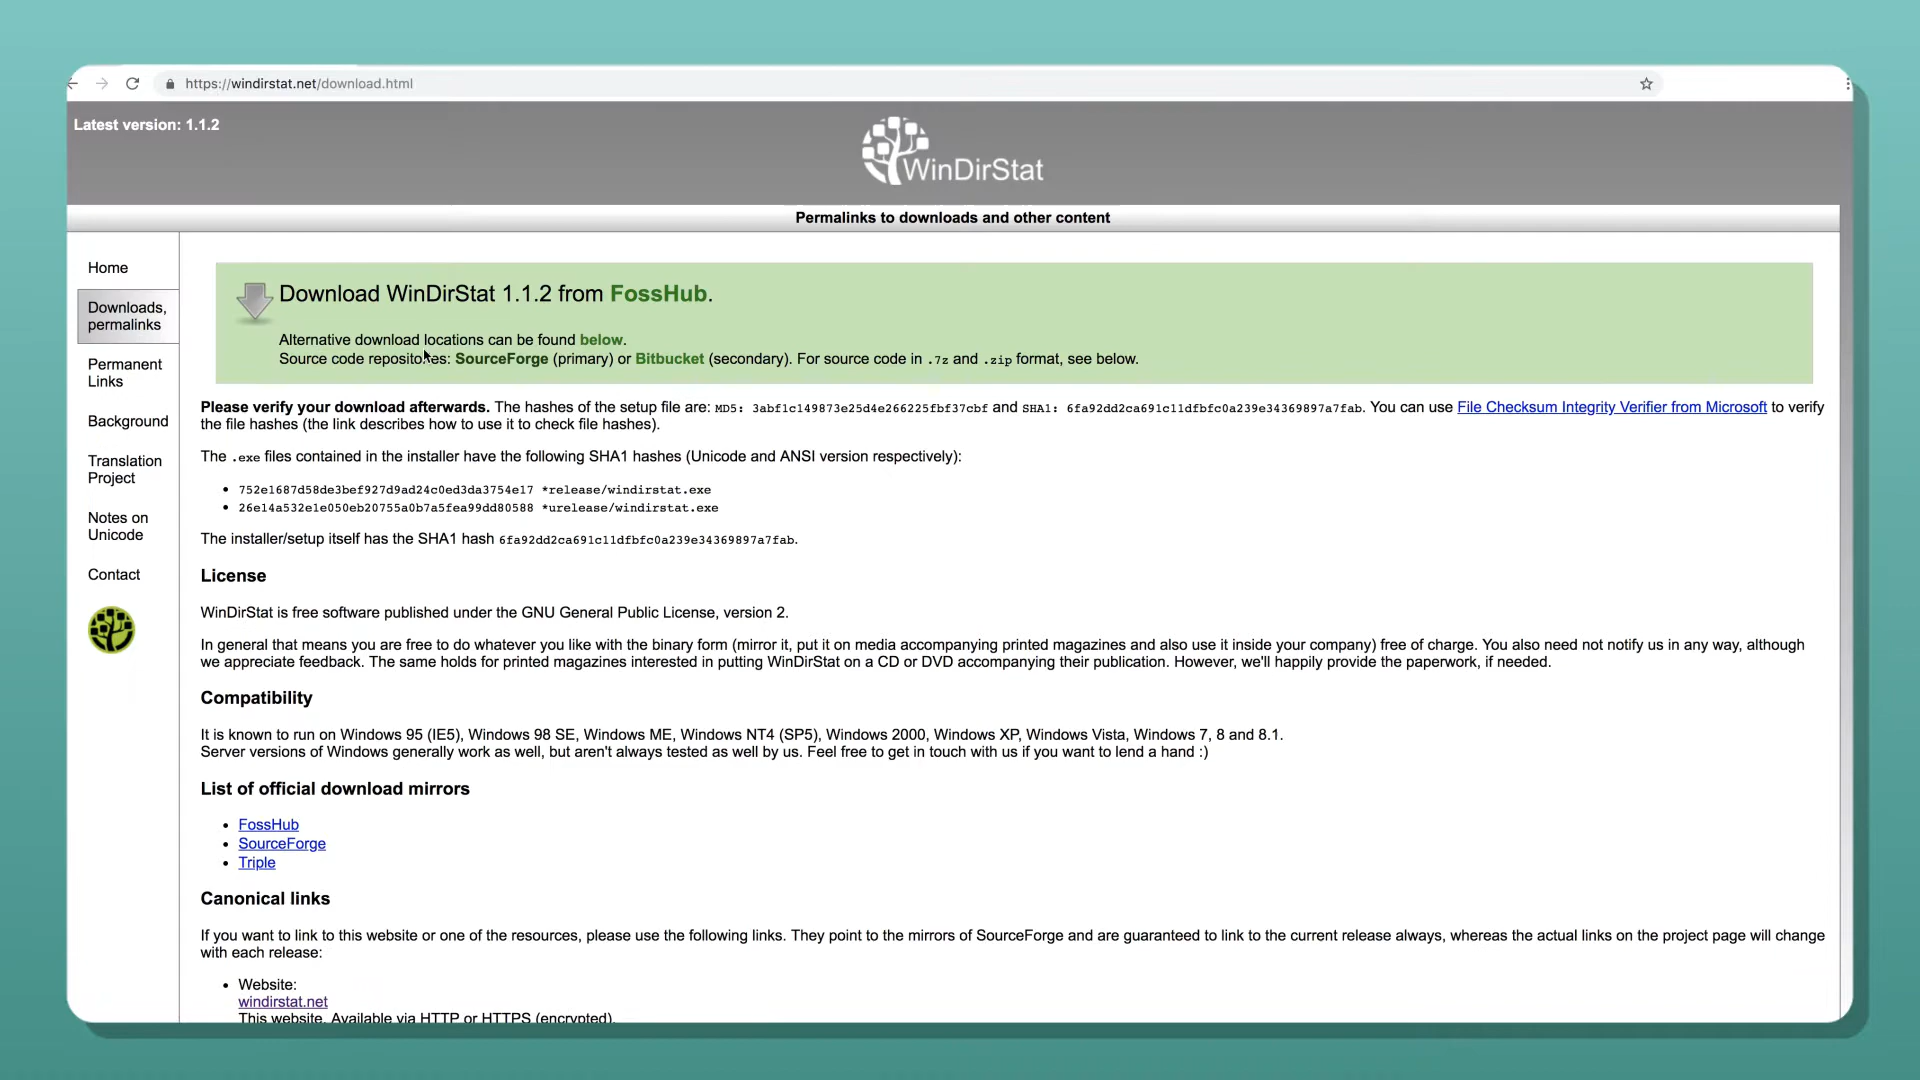 https://windirstat.net/download.html
Latest version: 1.1.2
WinDirStat
Permalinks to downloads and other content
Home
Downloads,
permalinks
Permanent
Links
Background
Translation
Project
Notes on
Unicode
Contact
Download WinDirStat 1.1.2 from FossHub.
Alternative download locations can be found below.
Source code repositories: SourceForge (primary) or Bitbucket (secondary). For source code in .7z and .zip format, see below.
Please verify your download afterwards. The hashes of the setup file are: MD5: 3abf1c149873e25d4e266225fbf37cbf and SHA1: 6fa92dd2ca691c11dfbfc0a239e34369897a7fab. You can use File Checksum Integrity Verifier from Microsoft to verify
the file hashes (the link describes how to use it to check file hashes).
The .exe files contained in the installer have the following SHA1 hashes (Unicode and ANSI version respectively):
• 752e1687d58de3bef927d9ad24c0ed3da3754e17 *release/windirstat.exe
• 26e14a532e1e050eb20755a0b7a5fea99dd80588 *urelease/windirstat.exe
The installer/setup itself has the SHA1 hash 6fa92dd2ca691c11dfbfc0a239e34369897a7fab.
License
WinDirStat is free software published under the GNU General Public License, version 2.
In general that means you are free to do whatever you like with the binary form (mirror it, put it on media accompanying printed magazines and also use it inside your company) free of charge. You also need not notify us in any way, although
we appreciate feedback. The same holds for printed magazines interested in putting WinDirStat on a CD or DVD accompanying their publication. However, we'll happily provide the paperwork, if needed.
Compatibility
It is known to run on Windows 95 (IE5), Windows 98 SE, Windows ME, Windows NT4 (SP5), Windows 2000, Windows XP, Windows Vista, Windows 7, 8 and 8.1.
Server versions of Windows generally work as well, but aren't always tested as well by us. Feel free to get in touch with us if you want to lend a hand :)
List of official download mirrors
• FossHub
• SourceForge
• Triple
Canonical links
If you want to link to this website or one of the resources, please use the following links. They point to the mirrors of SourceForge and are guaranteed to link to the current release always, whereas the actual links on the project page will change
with each release:
• Website:
windirstat.net
This website. Available via HTTP or HTTPS (encrypted).